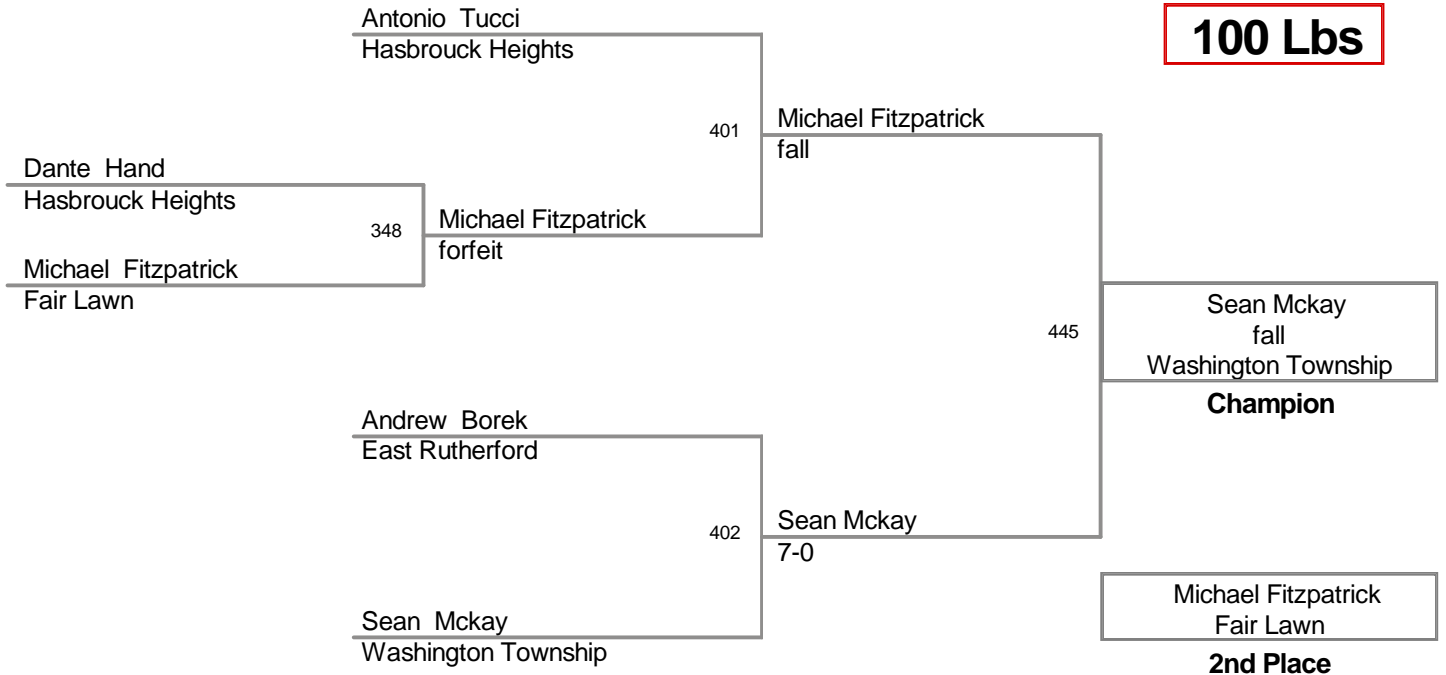 Antonio Tucci
Hasbrouck Heights
100 Lbs
401
Michael Fitzpatrick
fall
Dante Hand
Hasbrouck Heights
348
Michael Fitzpatrick
forfeit
Michael Fitzpatrick
Fair Lawn
445
Sean Mckay
fall
Washington Township
Champion
Andrew Borek
East Rutherford
402
Sean Mckay
7-0
Sean Mckay
Washington Township
Michael Fitzpatrick
Fair Lawn
2nd Place